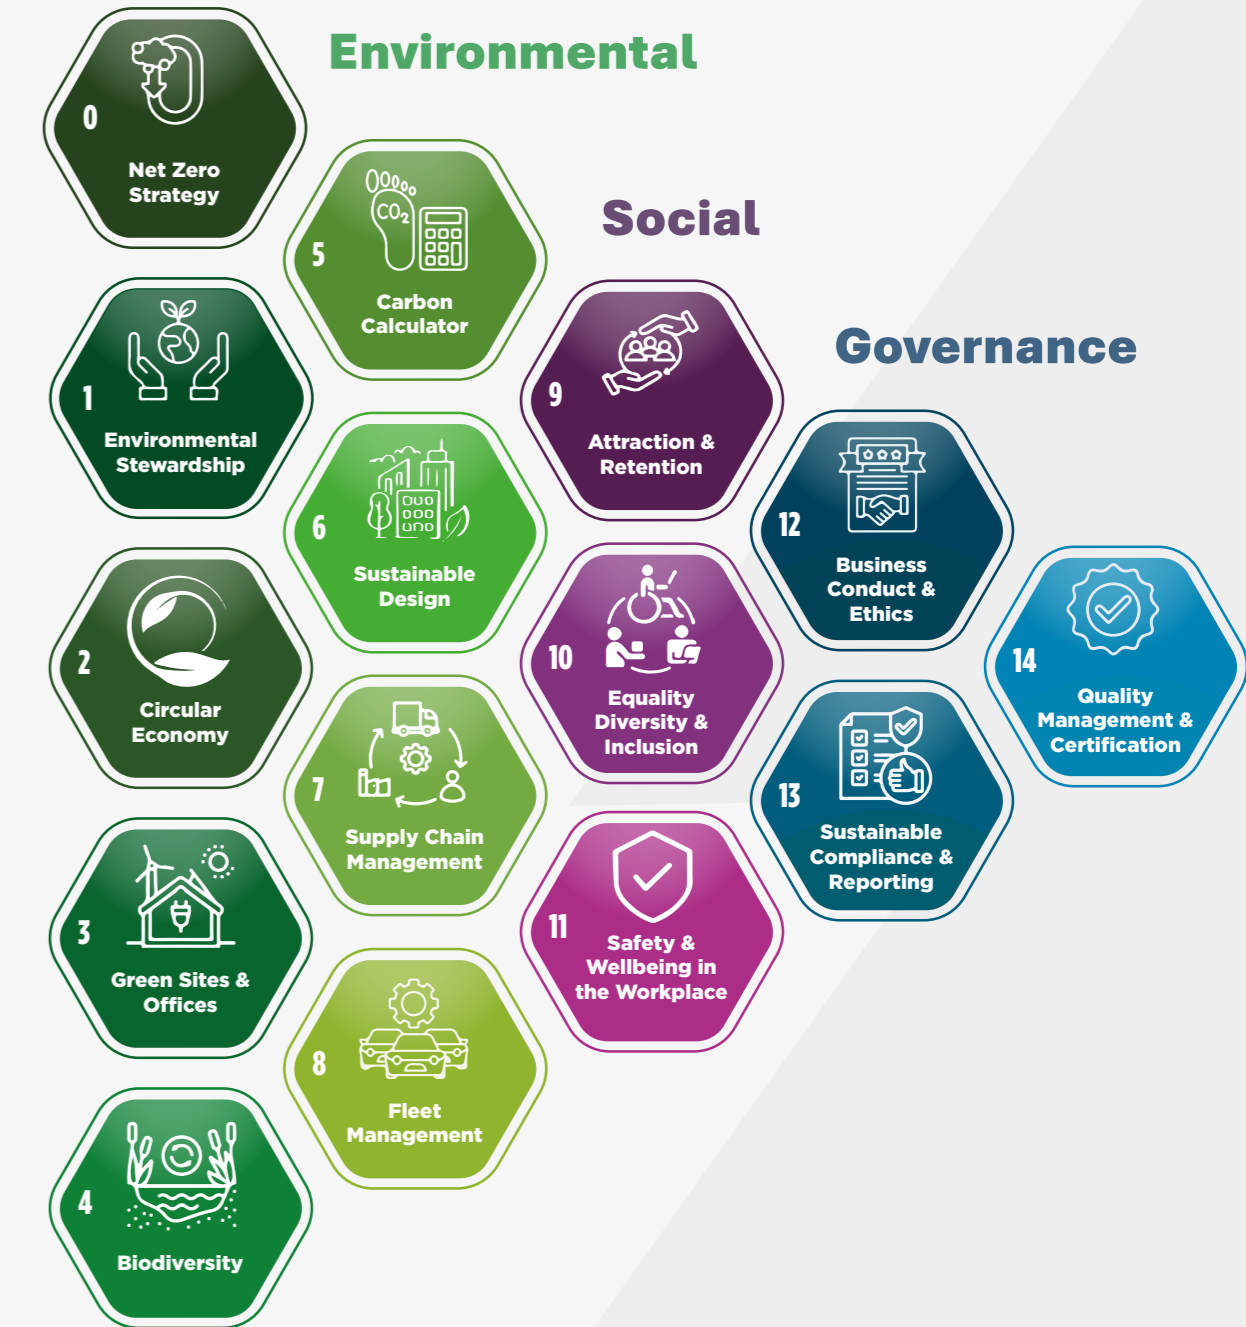 Environmental
0
Net Zero
Strategy
1
Environmental
Stewardship
2
Circular
Economy
3
Green Sites &
Offices
4
Biodiversity
5
CO2
Carbon
Calculator
6
Sustainable
Design
7
Supply Chain
Management
8
Fleet
Management
Social
9
Attraction &
Retention
10
Equality
Diversity &
Inclusion
11
Safety &
Wellbeing in
the Workplace
Governance
12
Business
Conduct &
Ethics
13
Sustainable
Compliance &
Reporting
14
Quality
Management &
Certification